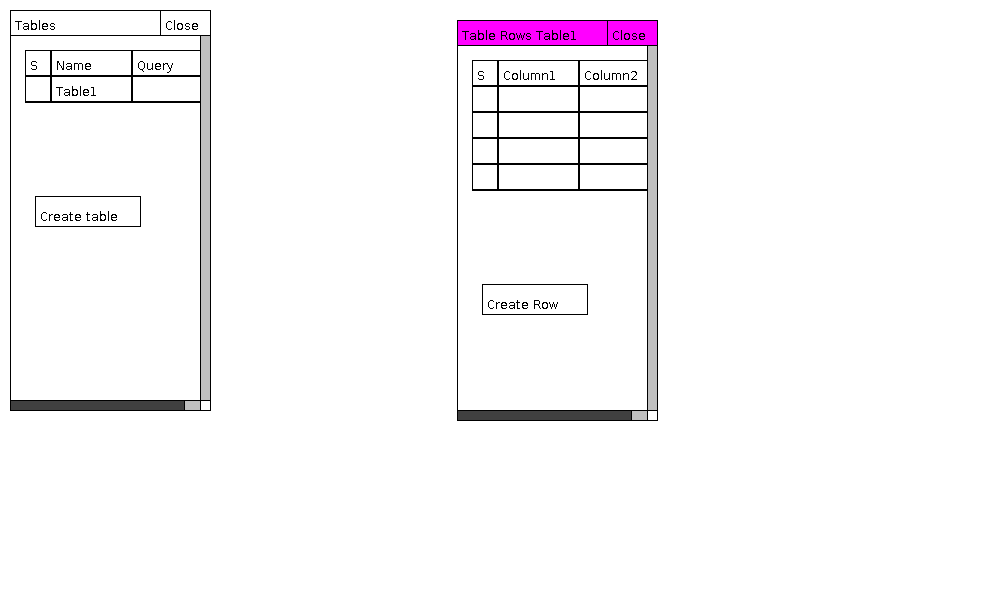 Tables Close
S Name Query
Table1
Create table
Table Rows Table1 Close
S Column1 Column2
Create Row